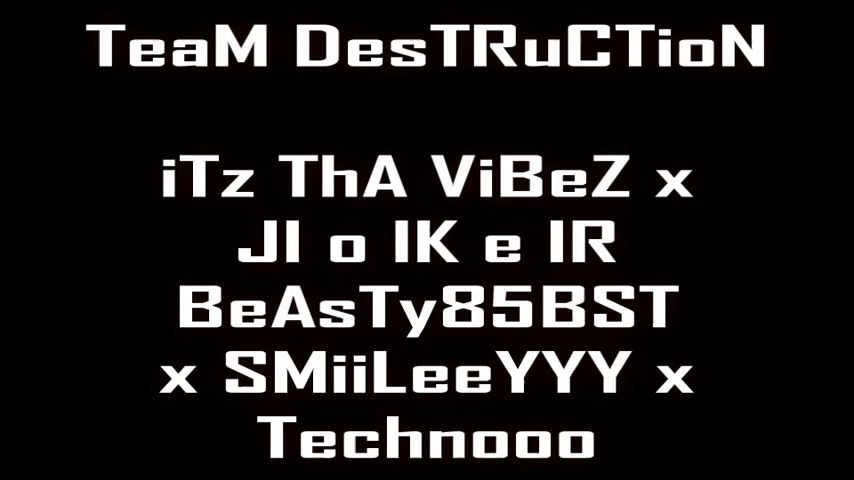 TeaM DesTRuCTioN
iTz ThA ViBeZ x
JI o IK e IR
BeAsTy85BST
x SMiiLeeYYY x
Technooo